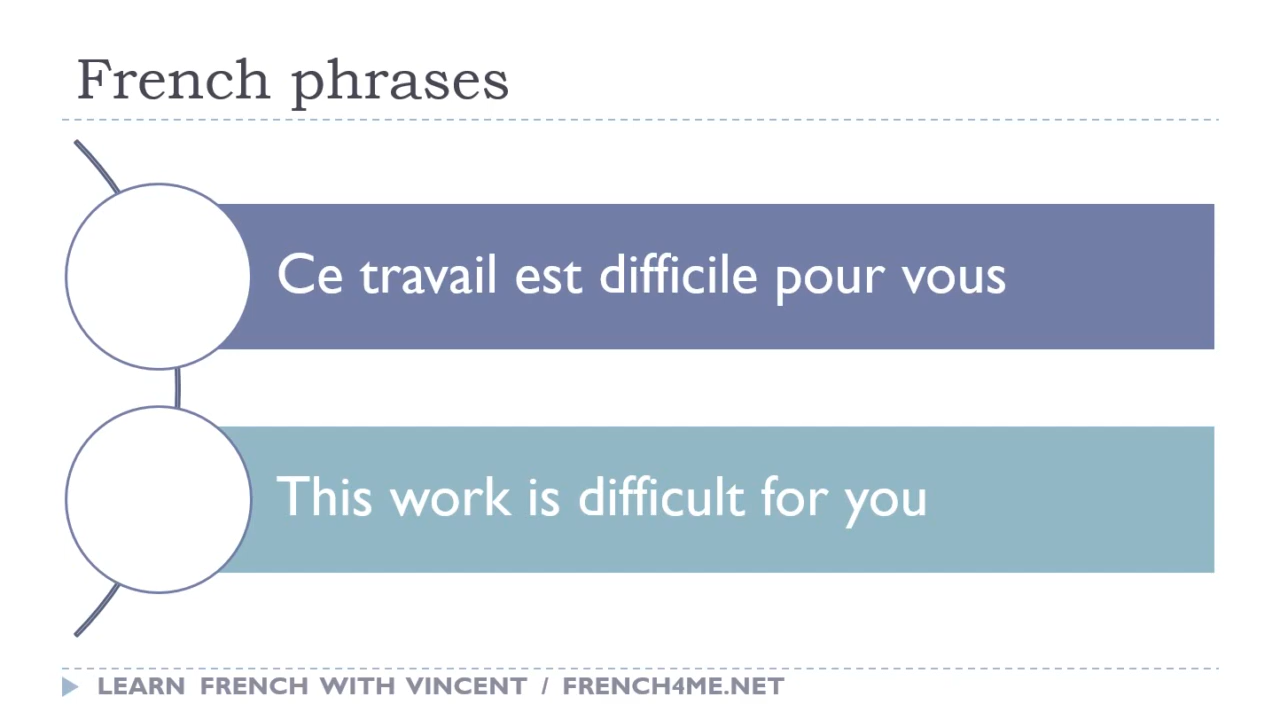 French phrases
Ce travail est difficile pour vous
This work is difficult for you
LEARN FRENCH WITH VINCENT / FRENCH4ME.NET